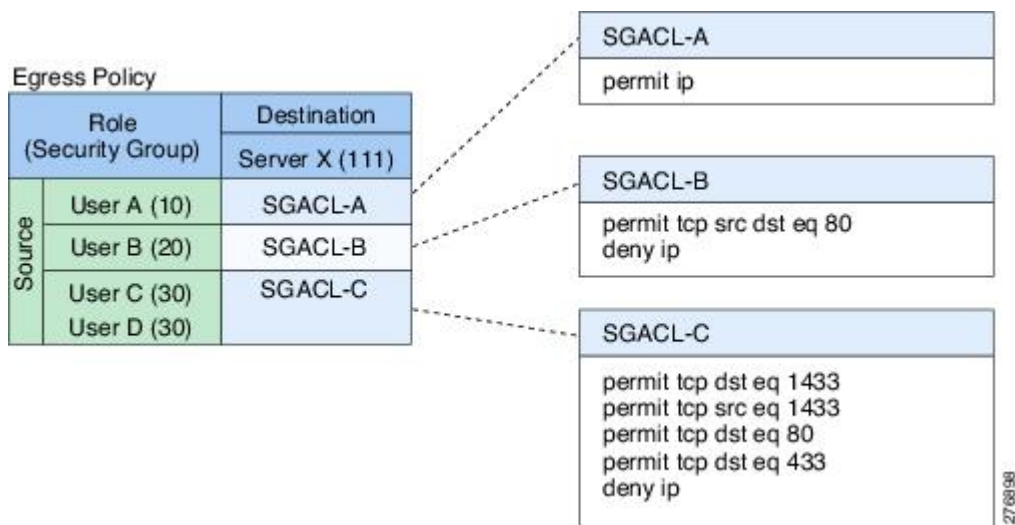 Egress Policy
Role
(Security Group)
Destination
Server X (111)
Source
User A (10)
SGACL-A
User B (20)
SGACL-B
User C (30)
User D (30)
SGACL-C
SGACL-A
permit ip
SGACL-B
permit tcp src dst eq 80
deny ip
SGACL-C
permit tcp dst eq 1433
permit tcp src eq 1433
permit tcp dst eq 80
permit tcp dst eq 433
deny ip
276898